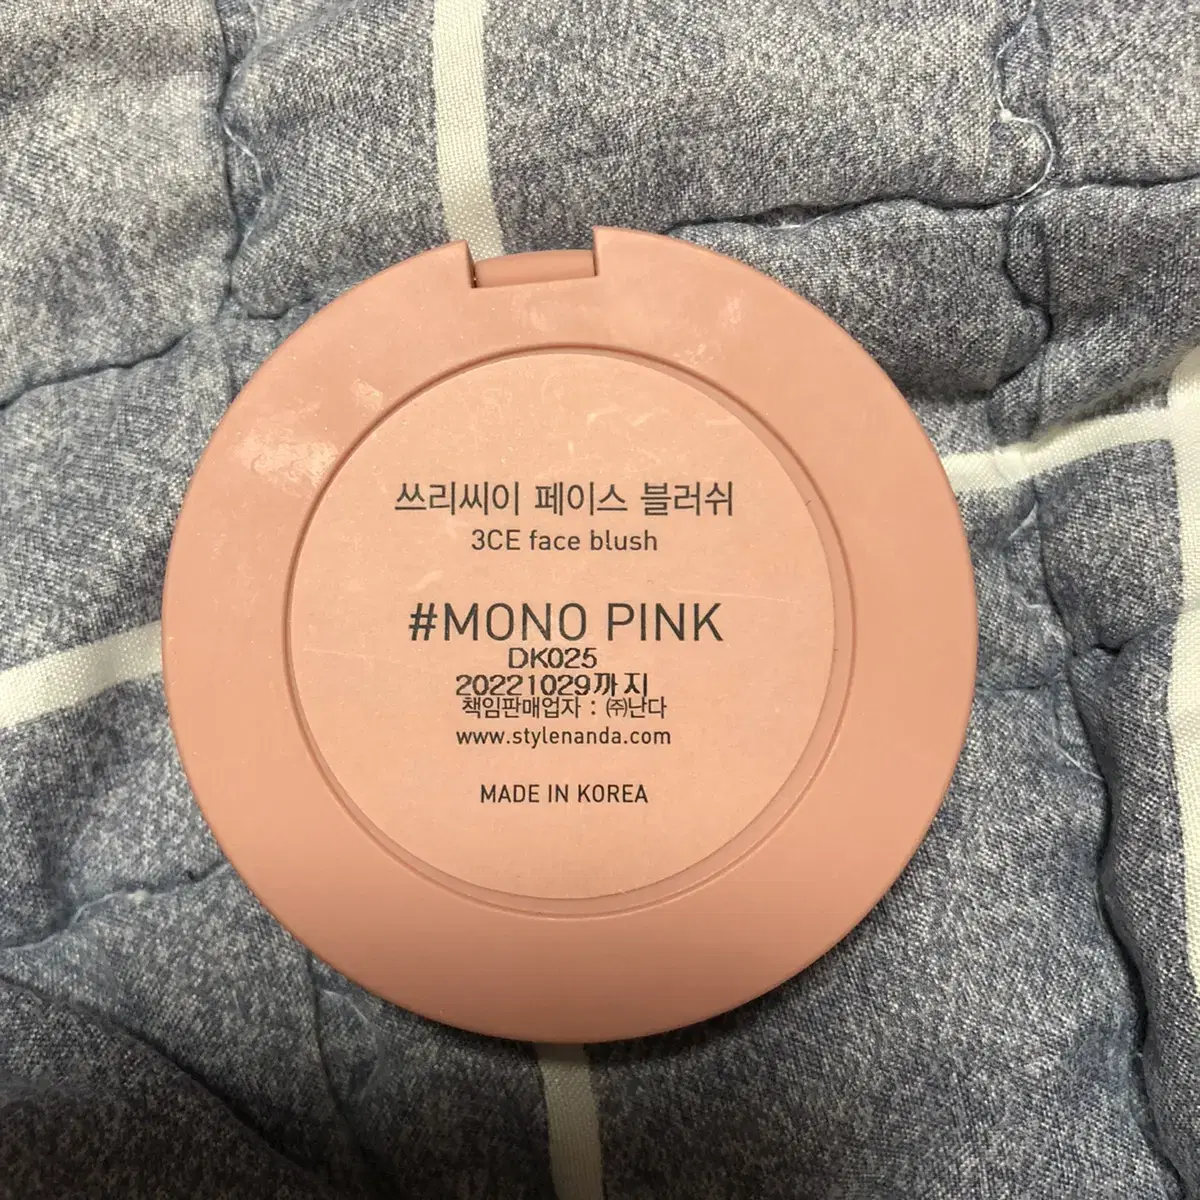 쓰리씨이 페이스 블러쉬
3CE face blush
#MONO PINK
DK025
20221029까지
책임판매업자 : ㈜난다
www.stylenanda.com
MADE IN KOREA